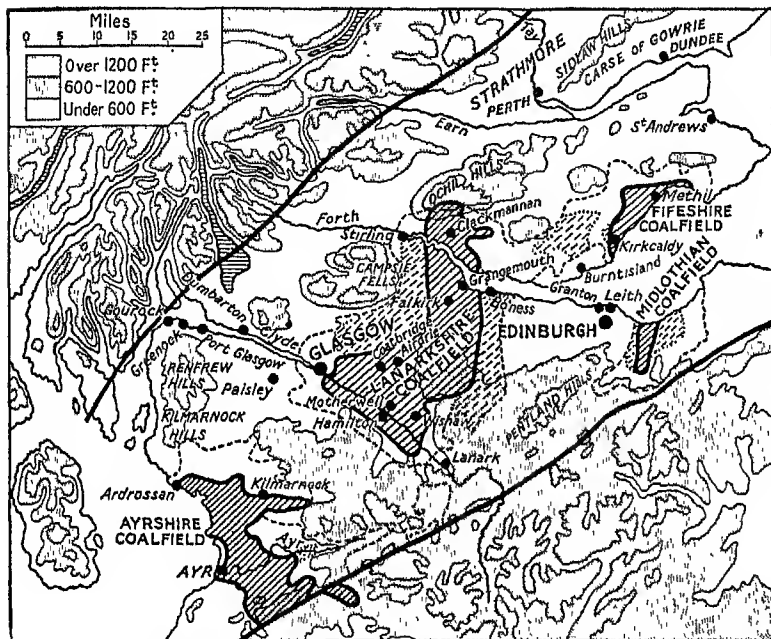 Miles
0 5 10 15 20 25
Over 1200 Ft.
600-1200 Ft.
Under 600 Ft.
Tay
SIDLAW HILLS
CARSE OF GOWRIE
DUNDEE
STRATHMORE
PERTH
Earn
St Andrews
OCHIL HILLS
Clackmannan
Methil
FIFESHIRE
COALFIELD
Forth
Stirling
Kirkcaldy
CAMPSIE
FELLS
Grangemouth
Burntisland
MIDLOTHIAN
COALFIELD
Falkirk
Granton
Leith
EDINBURGH
Dumbarton
Gourock
Clyde
GLASGOW
Coatbridge
Airdrie
Greenock
Port Glasgow
LANARKSHIRE
COALFIELD
RENFREW
HILLS
Paisley
PENTLAND HILLS
Motherwell
Hamilton
Wishaw
KILMARNOCK
HILLS
Lanark
Ardrossan
Kilmarnock
AYRSHIRE
COALFIELD
Ayr
AYR